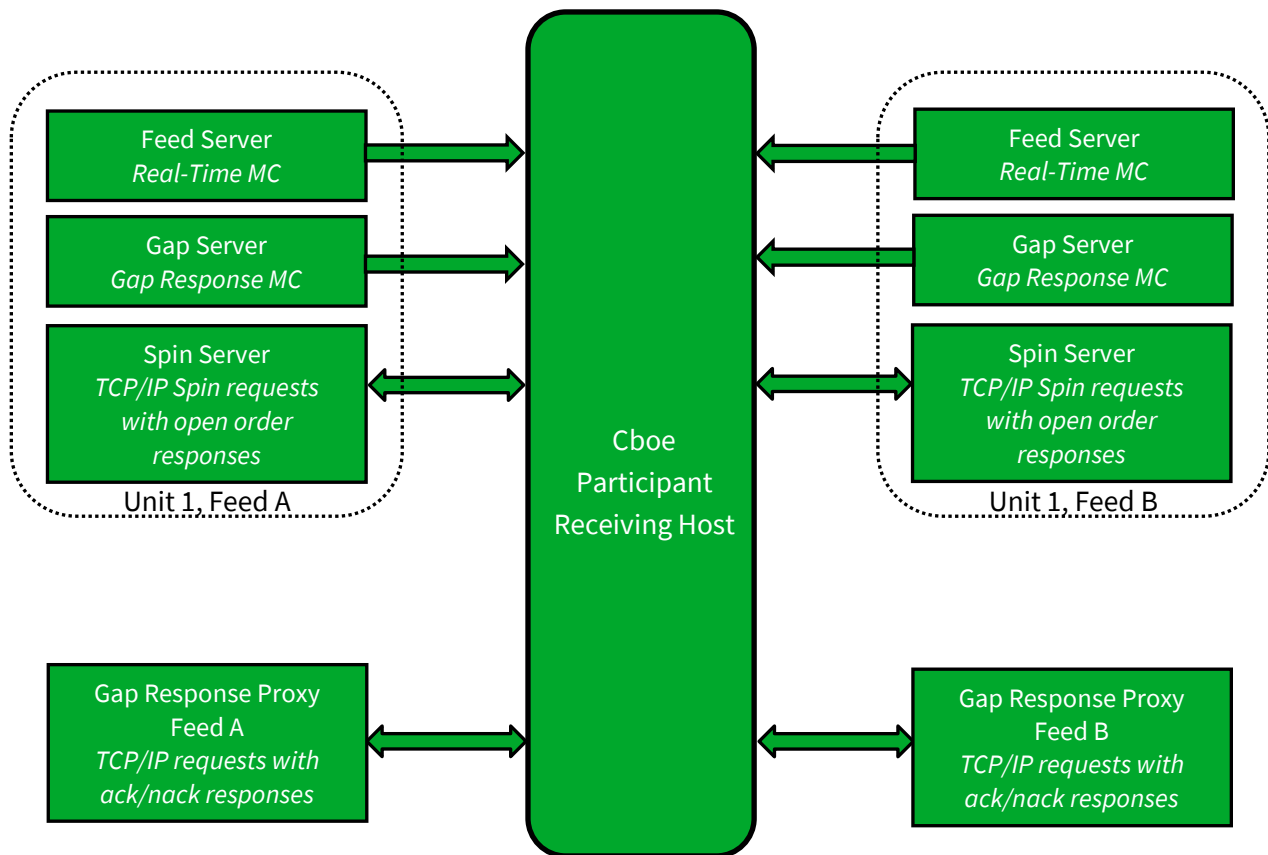 Feed Server
Real-Time MC
Gap Server
Gap Response MC
Spin Server
TCP/IP Spin requests
with open order
responses
Unit 1, Feed A
Gap Response Proxy
Feed A
TCP/IP requests with
ack/nack responses
Cboe
Participant
Receiving Host
Feed Server
Real-Time MC
Gap Server
Gap Response MC
Spin Server
TCP/IP Spin requests
with open order
responses
Unit 1, Feed B
Gap Response Proxy
Feed B
TCP/IP requests with
ack/nack responses